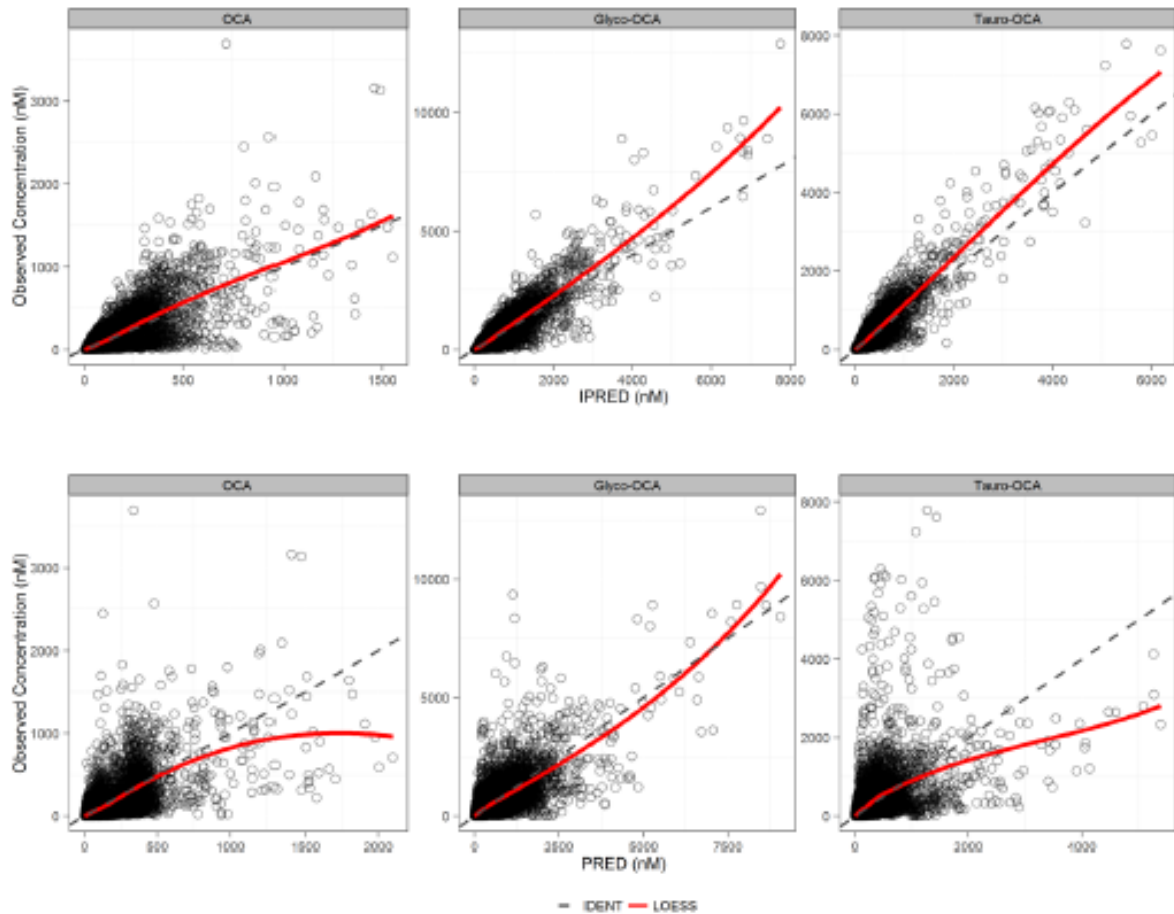 OCA Glyco-OCA Tauro-OCA
Observed Concentration (nM)
3000
2000
1000
0
10000
5000
0
8000
6000
4000
2000
0
0 500 1000 1500
0 2000 4000 6000 8000
0 2000 4000 6000
IPRED (nM)
OCA Glyco-OCA Tauro-OCA
Observed Concentration (nM)
3000
2000
1000
0
10000
5000
0
8000
6000
4000
2000
0
0 500 1000 1500 2000
0 2500 5000 7500
0 2000 4000
PRED (nM)
IDENT LOESS